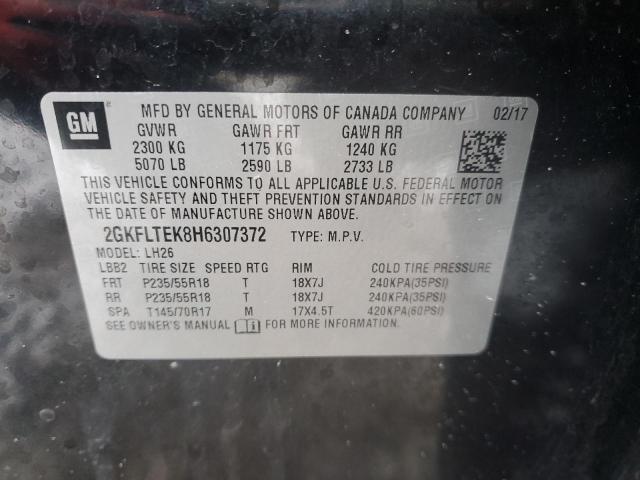 GM MFD BY GENERAL MOTORS OF CANADA COMPANY 02/17
GVWR GAWR FRT GAWR RR
2300 KG 1175 KG 1240 KG
5070 LB 2590 LB 2733 LB
THIS VEHICLE CONFORMS TO ALL APPLICABLE U.S. FEDERAL MOTOR
VEHICLE SAFETY AND THEFT PREVENTION STANDARDS IN EFFECT ON
THE DATE OF MANUFACTURE SHOWN ABOVE.
2GKFLTEK8H6307372 TYPE: M.P.V.
MODEL: LH26
LBB2 TIRE SIZE SPEED RTG RIM COLD TIRE PRESSURE
FRT P235/55R18 T 18X7J 240KPA(35PSI)
RR P235/55R18 T 18X7J 240KPA(35PSI)
SPA T145/70R17 M 17X4.5T 420KPA(60PSI)
SEE OWNER'S MANUAL FOR MORE INFORMATION.